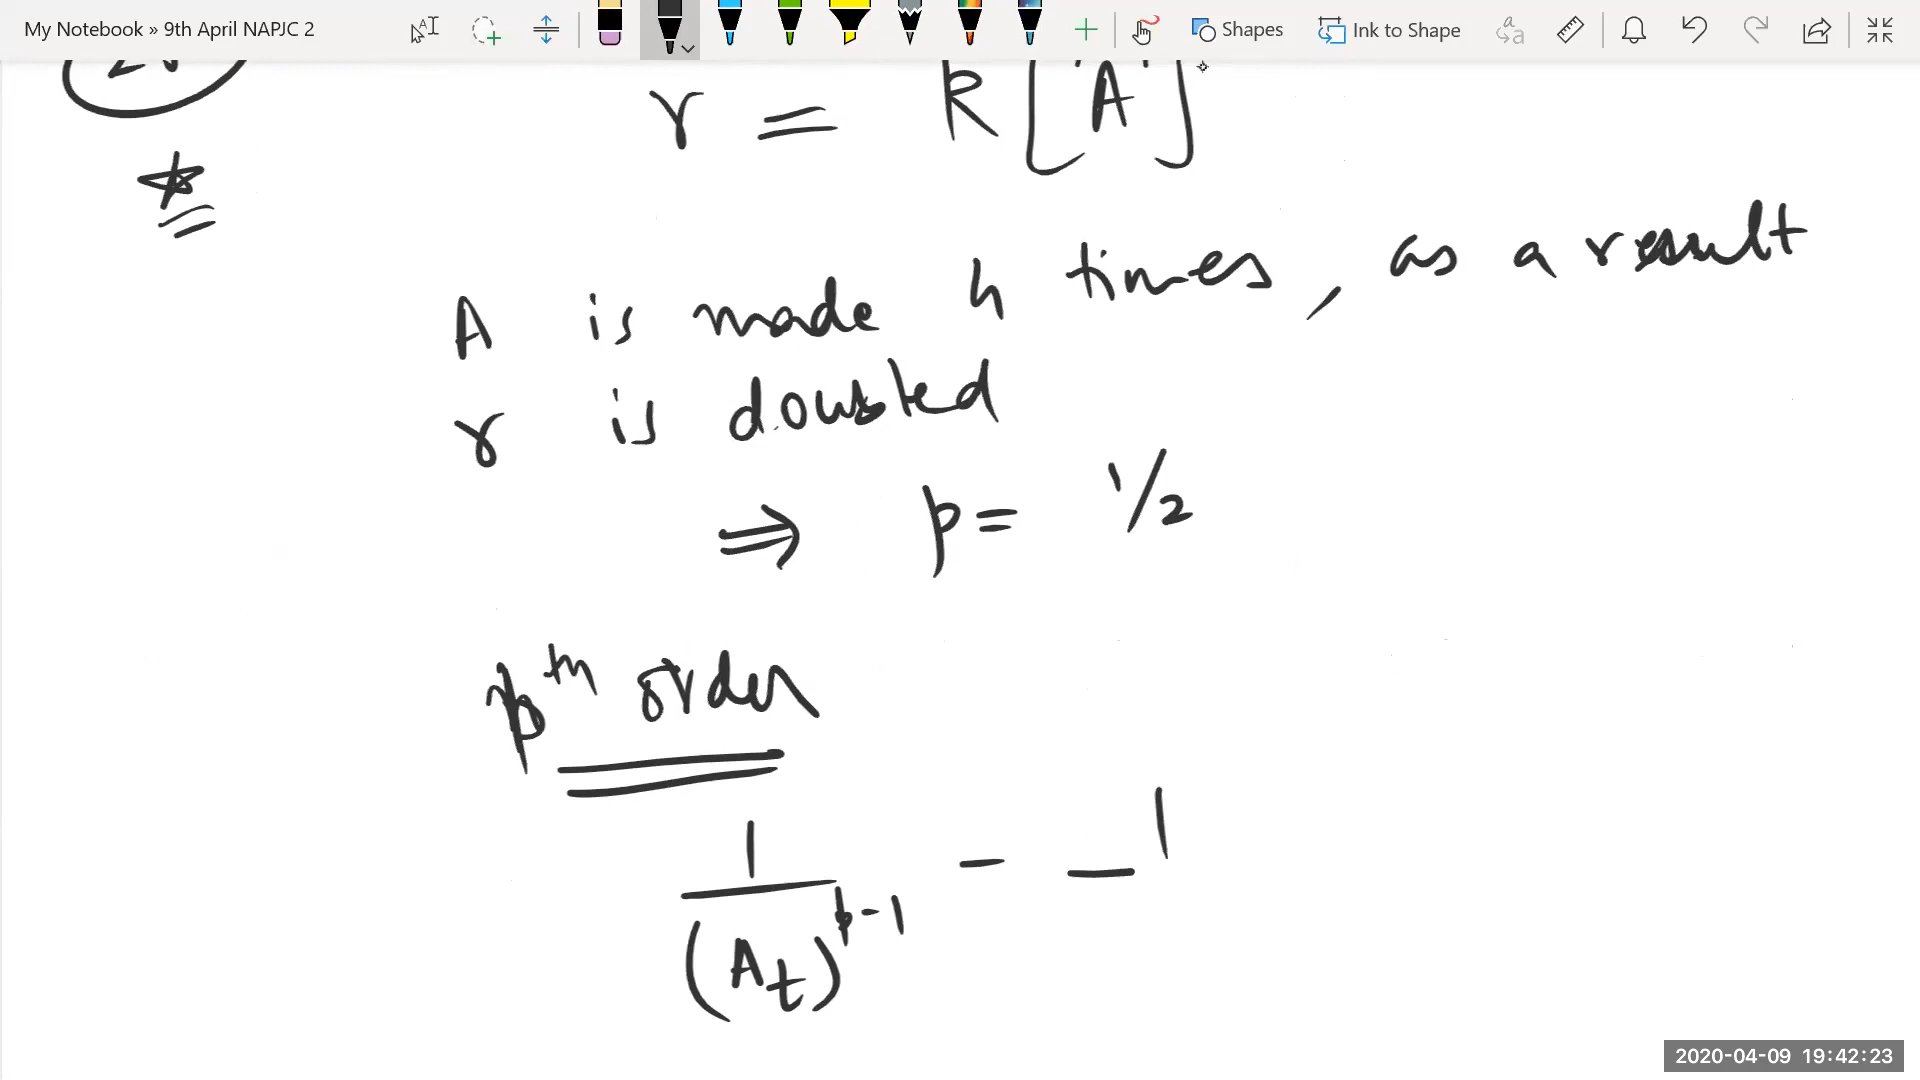 My Notebook » 9th April NAPJC 2
Shapes
Ink to Shape
r = k[A]
A is made 4 times, as a result
r is doubled
⇒ p = 1/2
pth order
1/(At)^p-1 - 1
2020-04-09 19:42:23